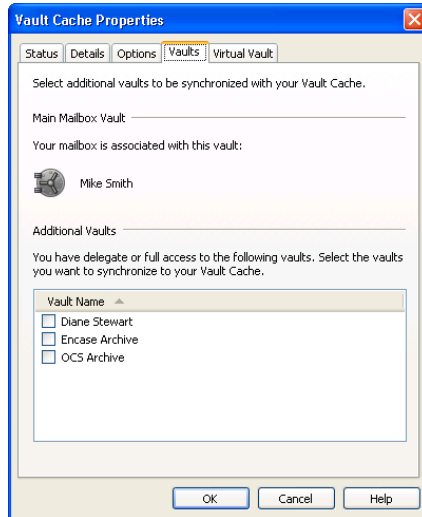 Vault Cache Properties
Status Details Options Vaults Virtual Vault
Select additional vaults to be synchronized with your Vault Cache.
Main Mailbox Vault
Your mailbox is associated with this vault:
Mike Smith
Additional Vaults
You have delegate or full access to the following vaults. Select the vaults
you want to synchronize to your Vault Cache.
Vault Name
Diane Stewart
Encase Archive
OCS Archive
OK Cancel Help